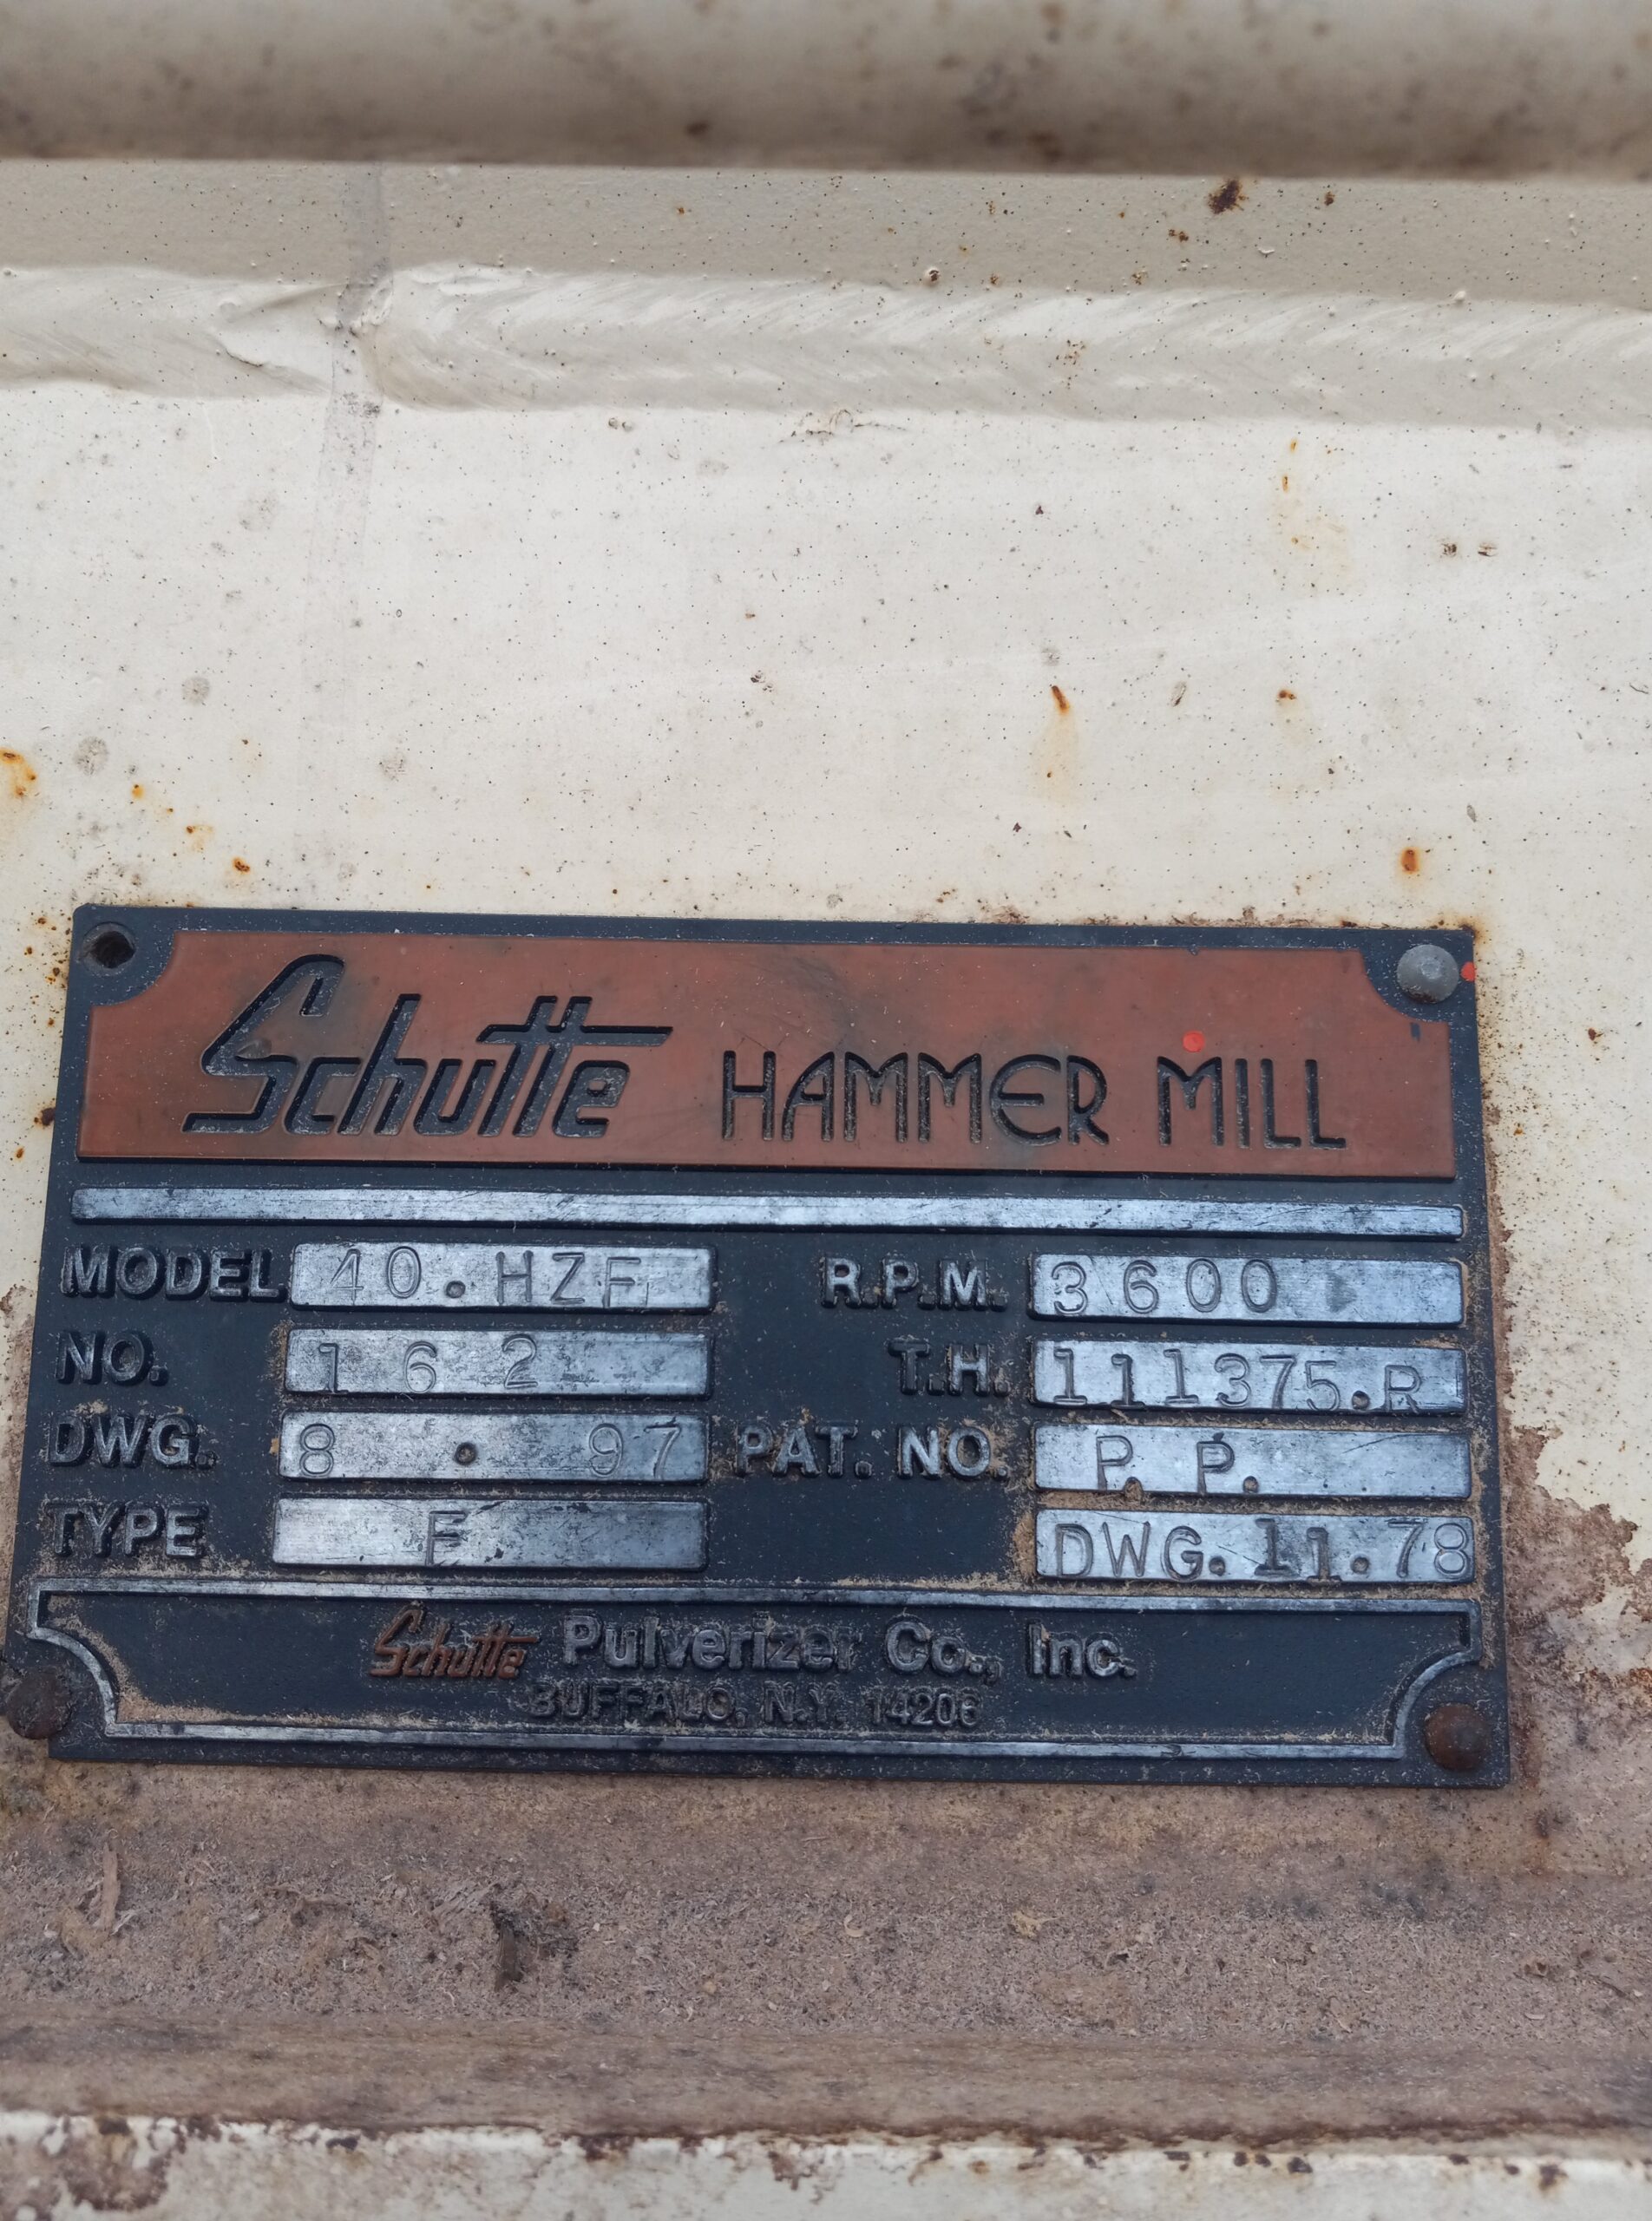 Schutte HAMMER MILL
MODEL 40.HZF R.P.M. 3600
NO. 162 T.H. 111375.R
DWG. 8 . 97 PAT. NO. P. P.
TYPE F DWG. 11.78
Schutte Pulverizer Co., Inc.
BUFFALO, N.Y. 14206